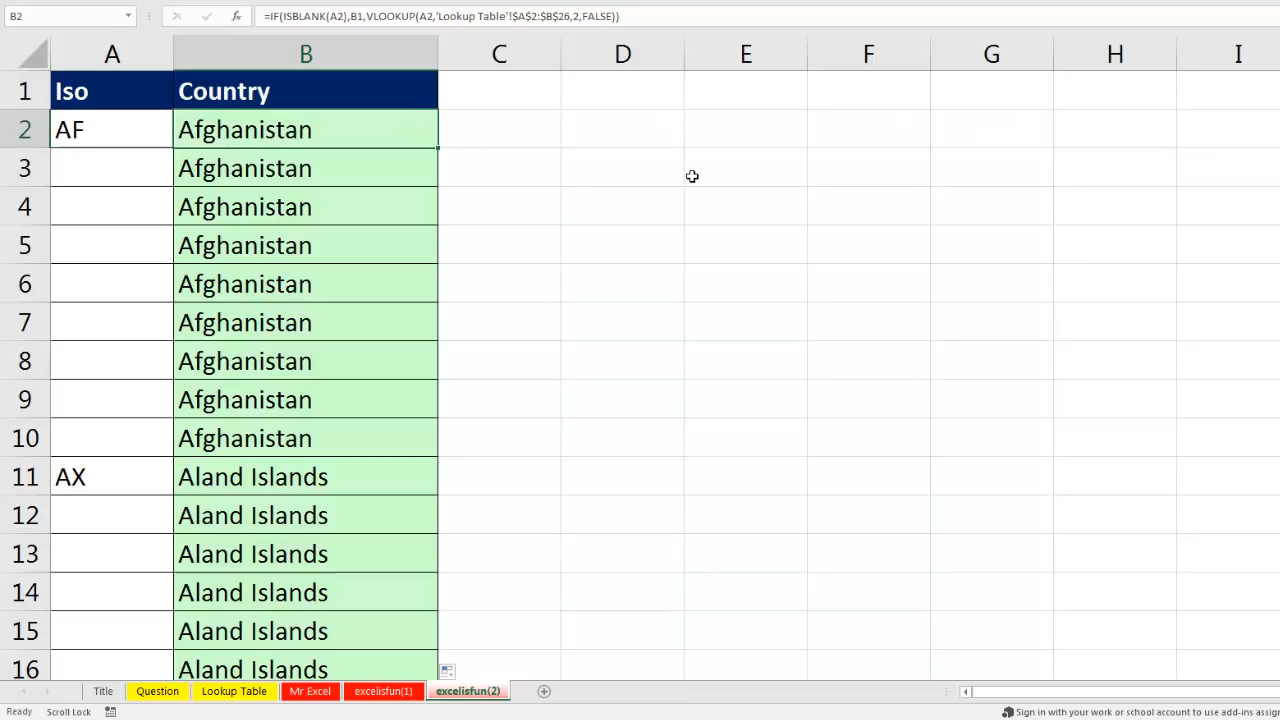 B2 fx =IF(ISBLANK(A2),B1,VLOOKUP(A2,'Lookup Table'!$A$2:$B$26,2,FALSE))
A B C D E F G H I
1 Iso Country
2 AF Afghanistan
3 Afghanistan
4 Afghanistan
5 Afghanistan
6 Afghanistan
7 Afghanistan
8 Afghanistan
9 Afghanistan
10 Afghanistan
11 AX Aland Islands
12 Aland Islands
13 Aland Islands
14 Aland Islands
15 Aland Islands
16 Aland Islands
Title Question Lookup Table Mr Excel excelisfun(1) excelisfun(2)
Ready Scroll Lock Sign in with your work or school account to use add-ins assign